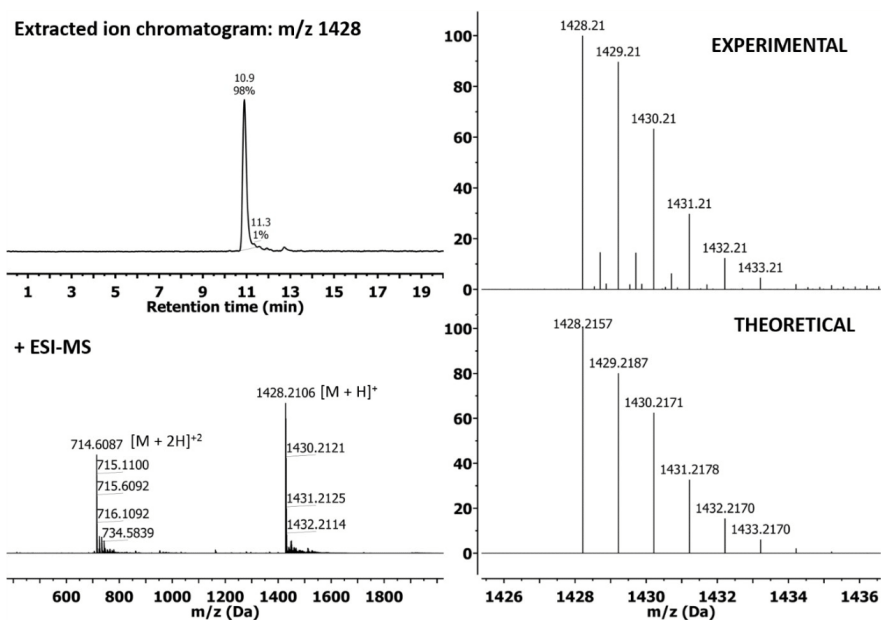 Extracted ion chromatogram: m/z 1428
10.9
98%
11.3
1%
1 3 5 7 9 11 13 15 17 19
Retention time (min)
+ ESI-MS
1428.2106 [M + H]+
714.6087 [M + 2H]+2
715.1100
715.6092
716.1092
734.5839
1430.2121
1431.2125
1432.2114
600 800 1000 1200 1400 1600 1800
m/z (Da)
EXPERIMENTAL
1428.21
1429.21
1430.21
1431.21
1432.21
1433.21
100
80
60
40
20
0
THEORETICAL
1428.2157
1429.2187
1430.2171
1431.2178
1432.2170
1433.2170
100
80
60
40
20
0
1426 1428 1430 1432 1434 1436
m/z (Da)